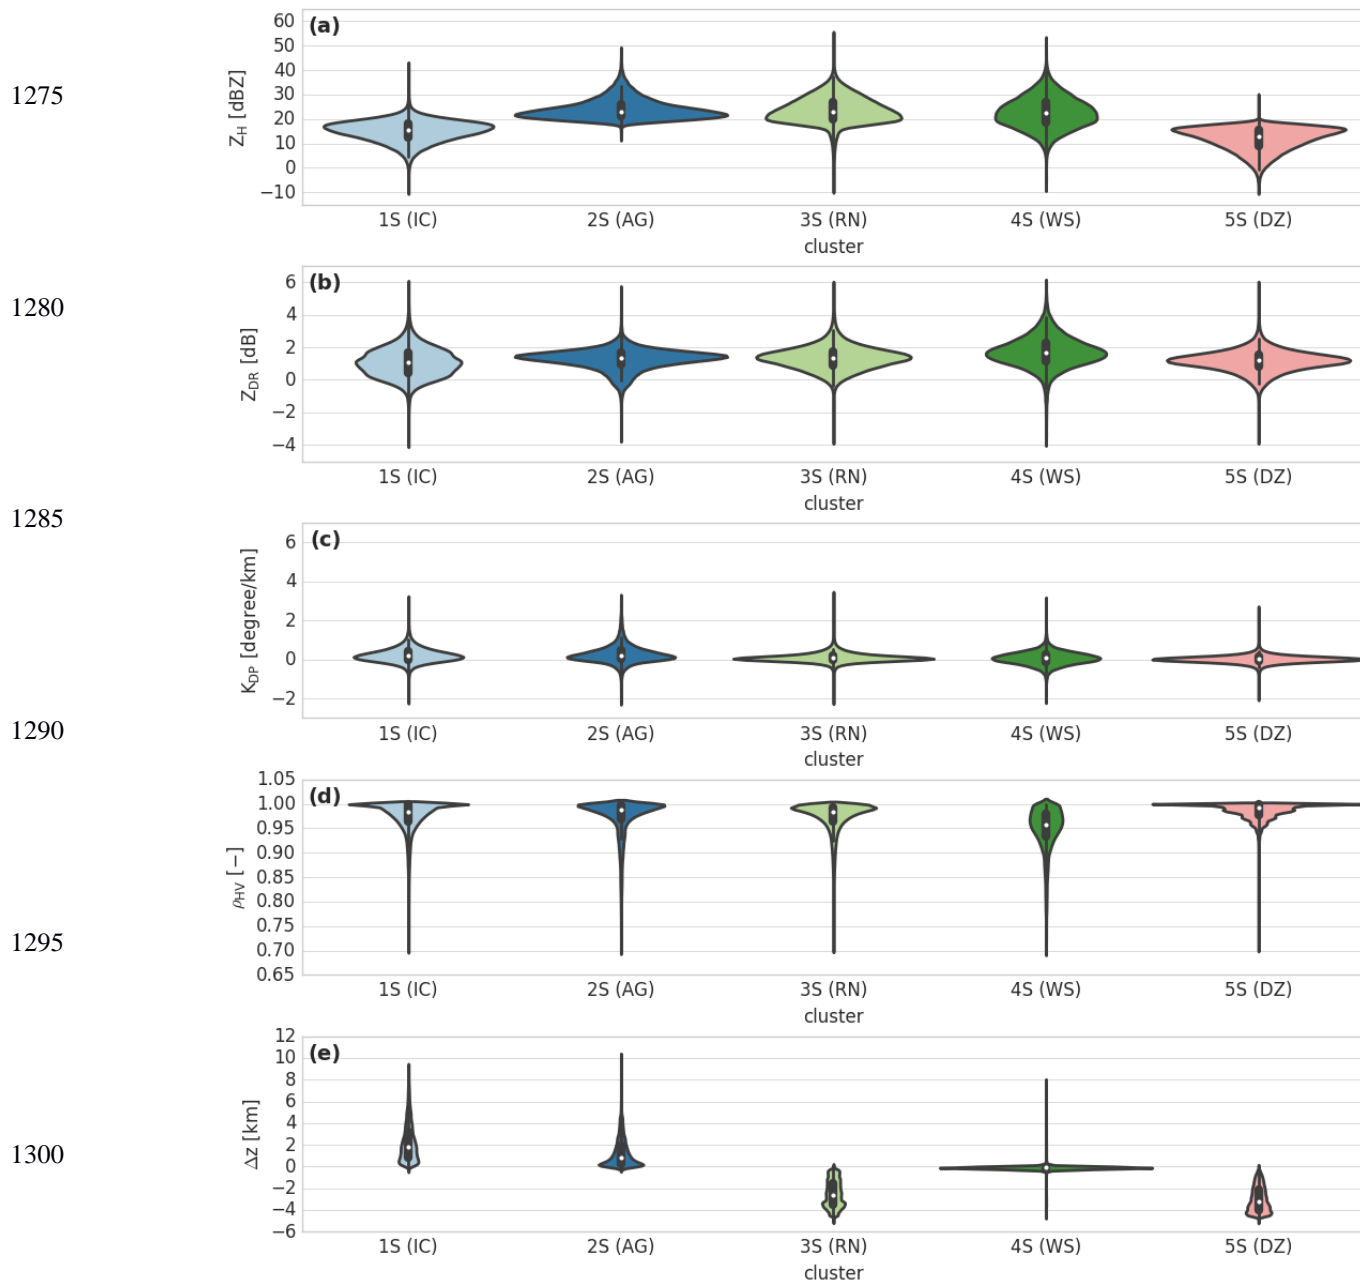 1275
1280
1285
1290
1295
1300
(a)
Z_H [dBZ]
60
50
40
30
20
10
0
−10
1S (IC) 2S (AG) 3S (RN) 4S (WS) 5S (DZ)
cluster
(b)
Z_DR [dB]
6
4
2
0
−2
−4
1S (IC) 2S (AG) 3S (RN) 4S (WS) 5S (DZ)
cluster
(c)
K_DP [degree/km]
6
4
2
0
−2
1S (IC) 2S (AG) 3S (RN) 4S (WS) 5S (DZ)
cluster
(d)
ρ_HV [−]
1.05
1.00
0.95
0.90
0.85
0.80
0.75
0.70
0.65
1S (IC) 2S (AG) 3S (RN) 4S (WS) 5S (DZ)
cluster
(e)
Δz [km]
12
10
8
6
4
2
0
−2
−4
−6
1S (IC) 2S (AG) 3S (RN) 4S (WS) 5S (DZ)
cluster